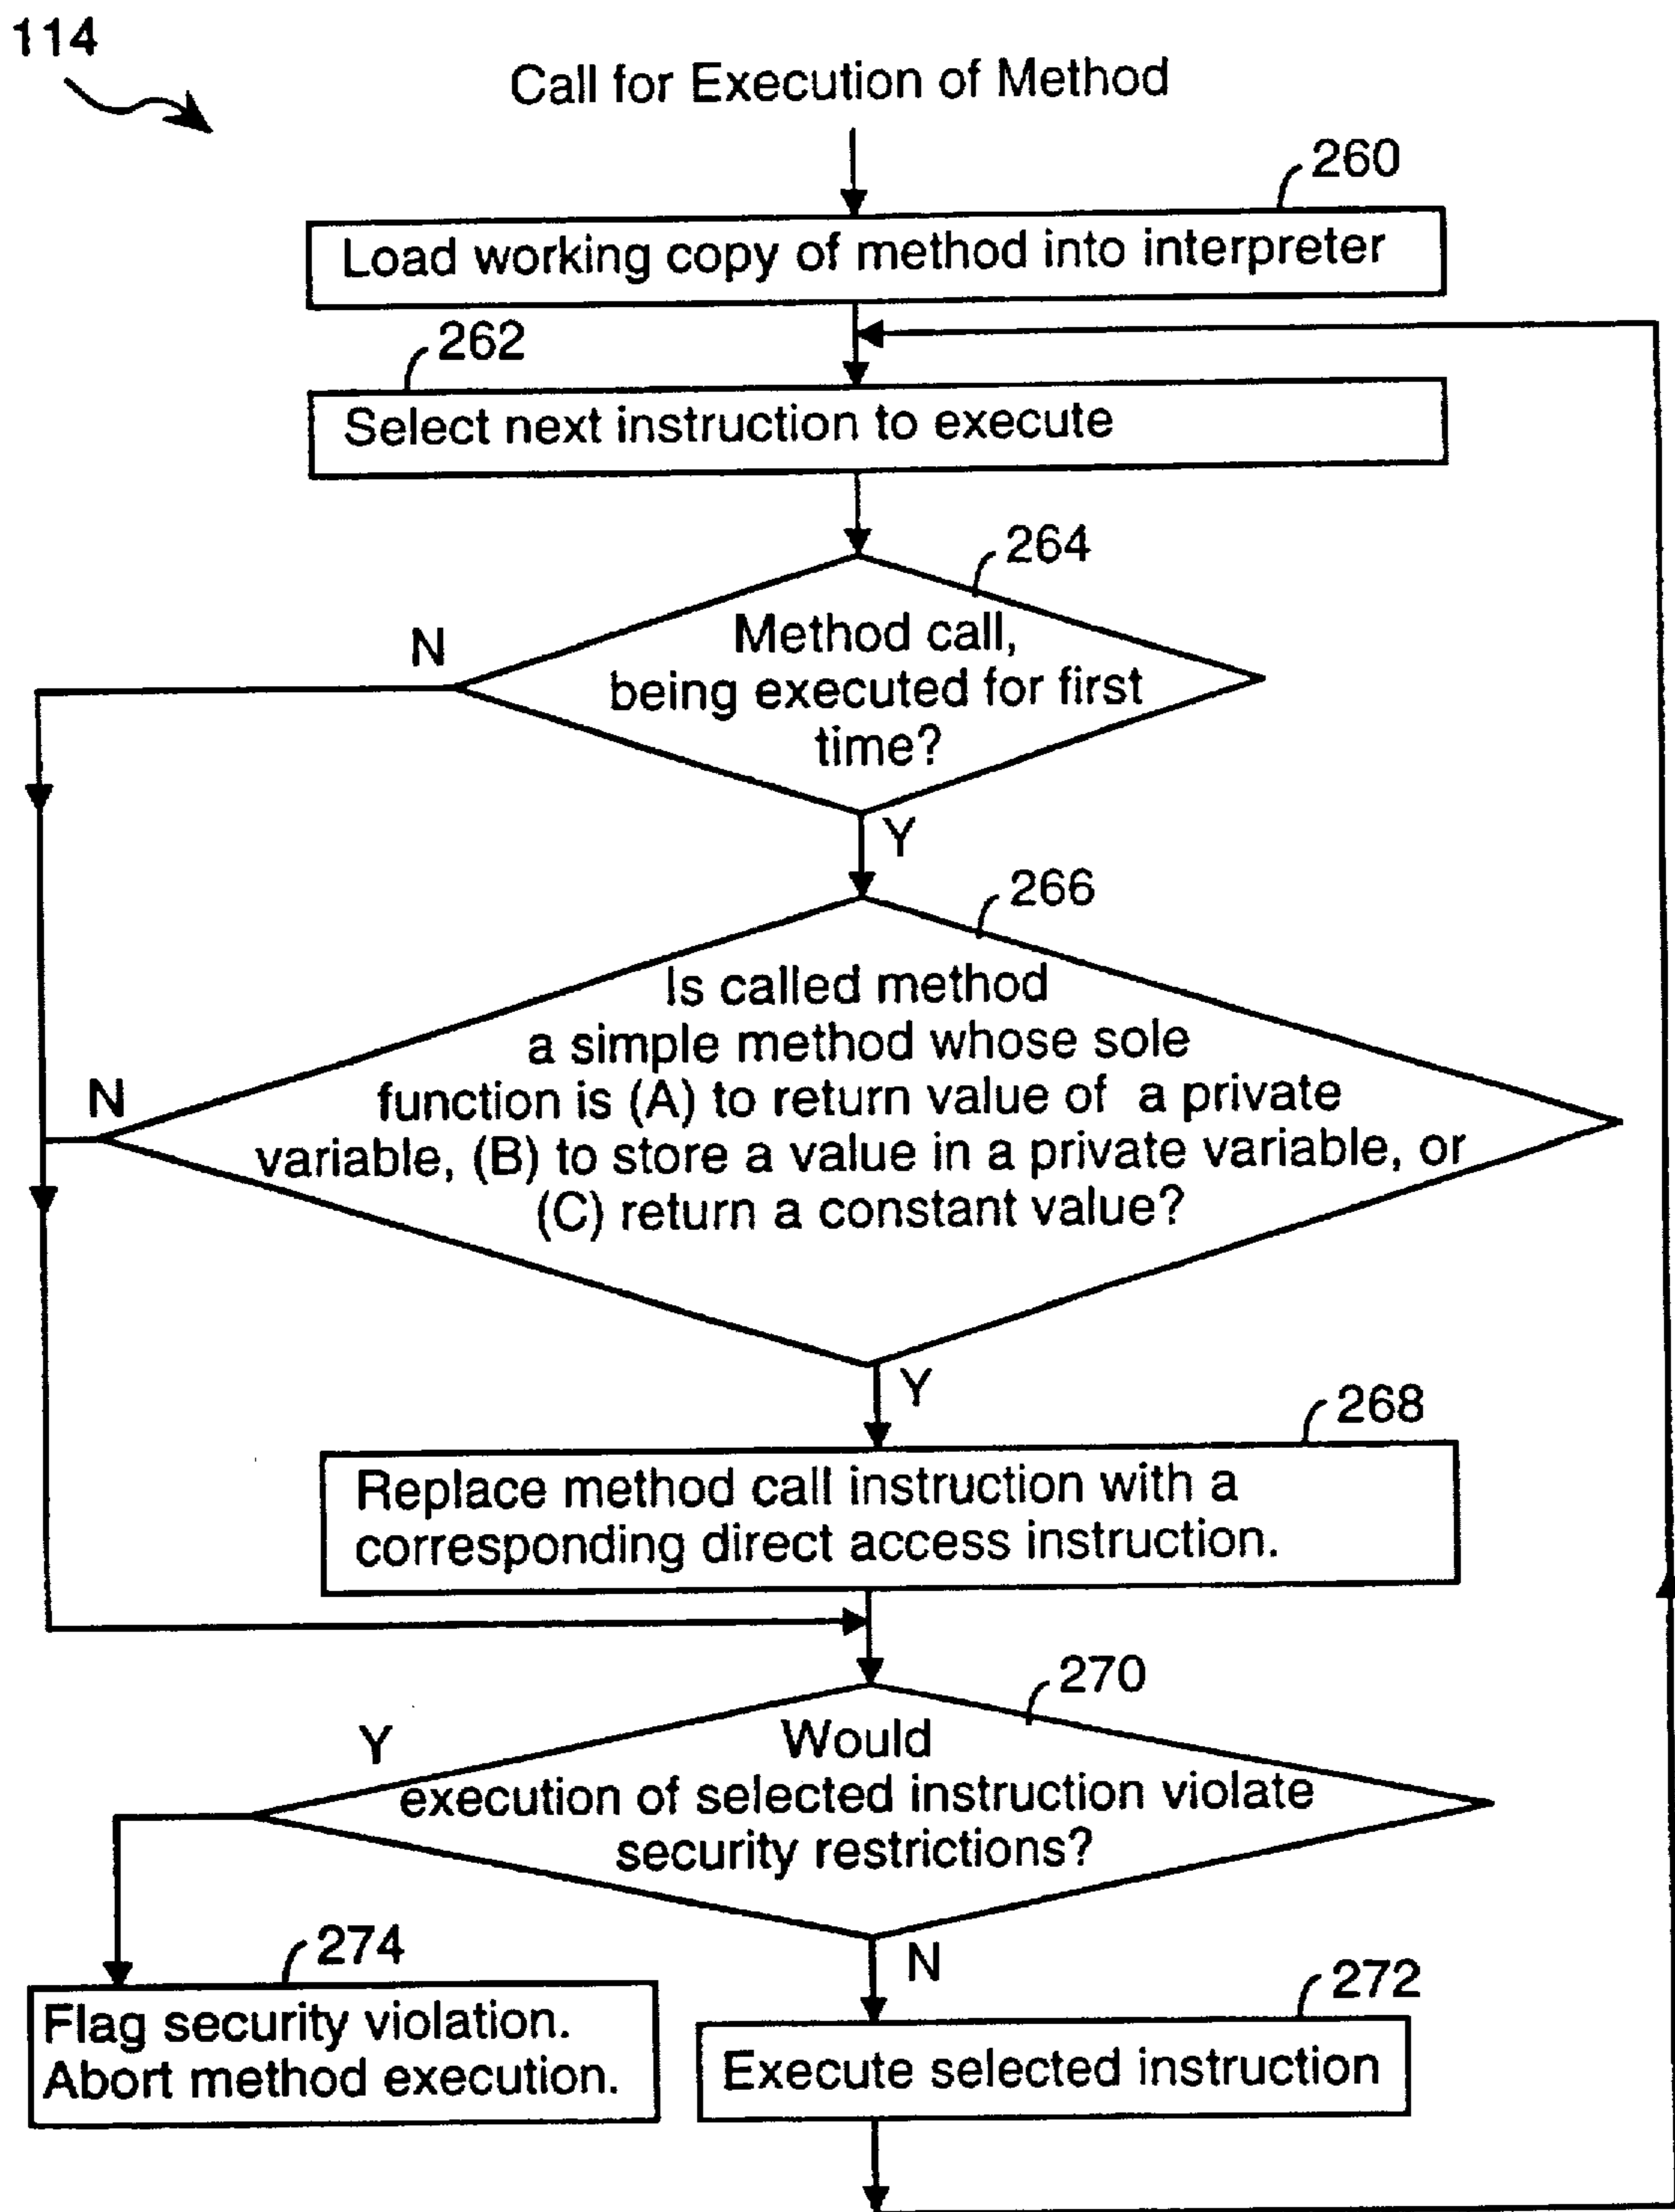 114
Call for Execution of Method
260
Load working copy of method into interpreter
262
Select next instruction to execute
264
N
Method call,
being executed for first
time?
Y
266
Is called method
a simple method whose sole
N
function is (A) to return value of a private
variable, (B) to store a value in a private variable, or
(C) return a constant value?
Y
268
Replace method call instruction with a
corresponding direct access instruction.
270
Y
Would
execution of selected instruction violate
security restrictions?
274
N
272
Flag security violation.
Abort method execution.
Execute selected instruction